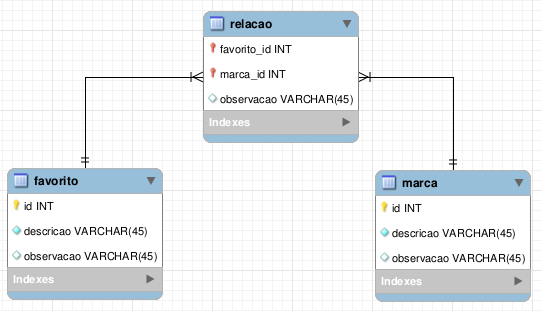 relacao
favorito_id INT
marca_id INT
observacao VARCHAR(45)
Indexes
favorito
id INT
descricao VARCHAR(45)
observacao VARCHAR(45)
Indexes
marca
id INT
descricao VARCHAR(45)
observacao VARCHAR(45)
Indexes